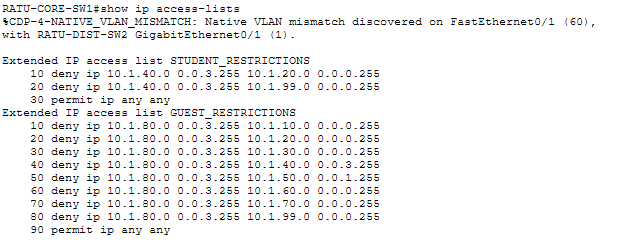 RATU-CORE-SW1#show ip access-lists
%CDP-4-NATIVE_VLAN_MISMATCH: Native VLAN mismatch discovered on FastEthernet0/1 (60),
with RATU-DIST-SW2 GigabitEthernet0/1 (1).
Extended IP access list STUDENT_RESTRICTIONS
10 deny ip 10.1.40.0 0.0.3.255 10.1.20.0 0.0.0.255
20 deny ip 10.1.40.0 0.0.3.255 10.1.99.0 0.0.0.255
30 permit ip any any
Extended IP access list GUEST_RESTRICTIONS
10 deny ip 10.1.80.0 0.0.3.255 10.1.10.0 0.0.0.255
20 deny ip 10.1.80.0 0.0.3.255 10.1.20.0 0.0.0.255
30 deny ip 10.1.80.0 0.0.3.255 10.1.30.0 0.0.0.255
40 deny ip 10.1.80.0 0.0.3.255 10.1.40.0 0.0.3.255
50 deny ip 10.1.80.0 0.0.3.255 10.1.50.0 0.0.1.255
60 deny ip 10.1.80.0 0.0.3.255 10.1.60.0 0.0.0.255
70 deny ip 10.1.80.0 0.0.3.255 10.1.70.0 0.0.0.255
80 deny ip 10.1.80.0 0.0.3.255 10.1.99.0 0.0.0.255
90 permit ip any any